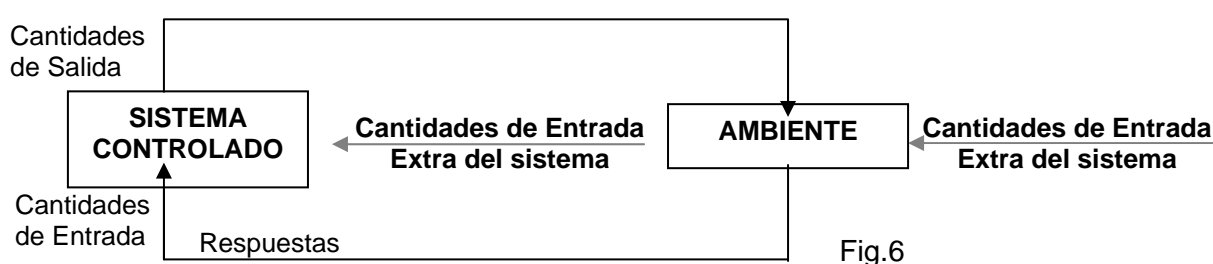 Cantidades
de Salida
SISTEMA
CONTROLADO
Cantidades de Entrada
Extra del sistema
AMBIENTE
Cantidades de Entrada
Extra del sistema
Cantidades
de Entrada
Respuestas
Fig.6